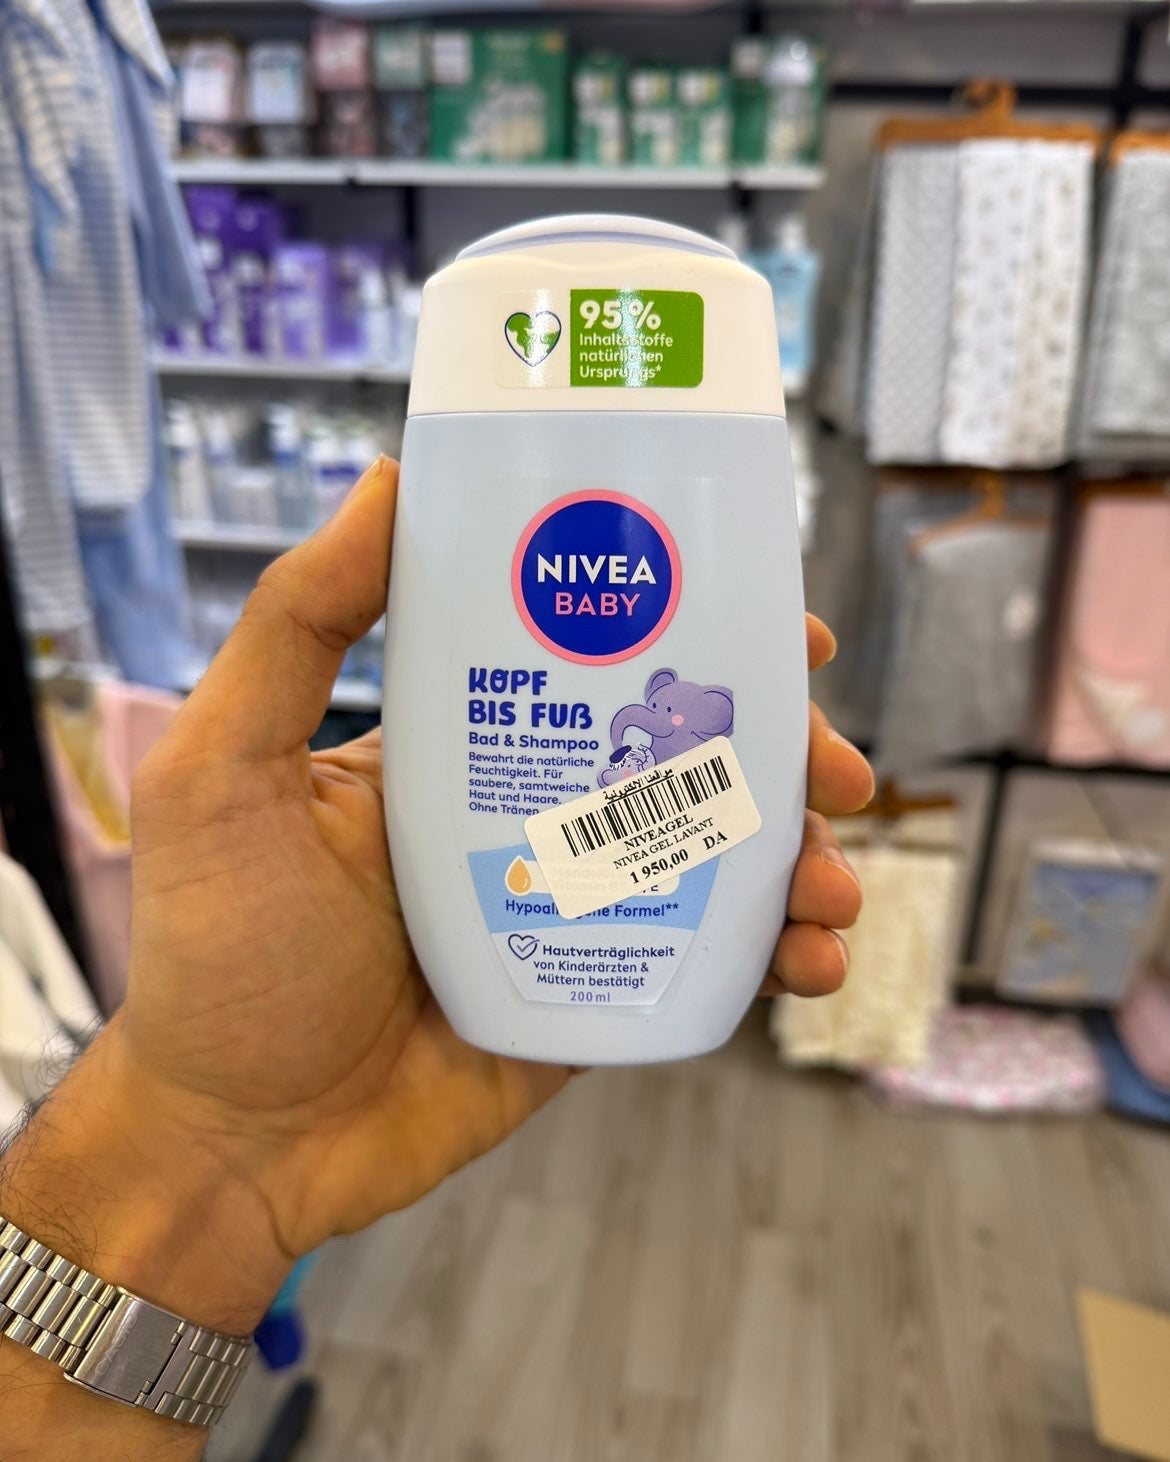 95%
Inhaltsstoffe
natürlichen
Ursprungs*
NIVEA
BABY
KOPF
BIS FUß
Bad & Shampoo
Bewahrt die natürliche
Feuchtigkeit. Für
saubere, samtweiche
Haut und Haare.
Ohne Tränen
NIVEAGEL
NIVEA GEL LAVANT
1 950,00 DA
Hypoallergene Formel**
Hautverträglichkeit
von Kinderärzten &
Müttern bestätigt
200 ml